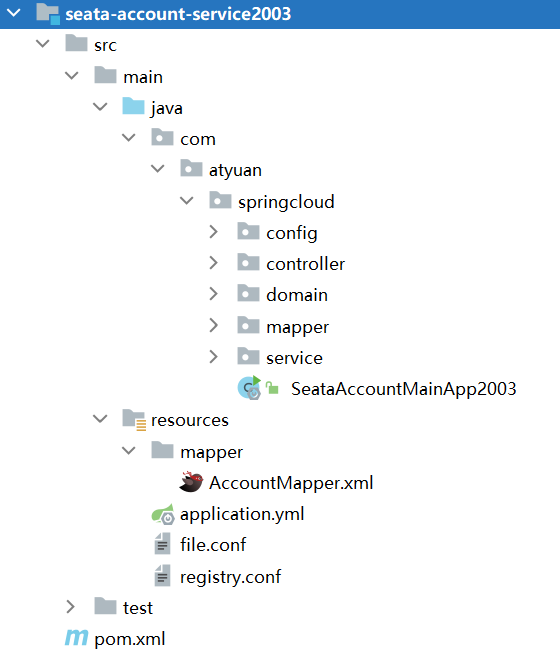 seata-account-service2003
src
main
java
com
atyuan
springcloud
config
controller
domain
mapper
service
SeataAccountMainApp2003
resources
mapper
AccountMapper.xml
application.yml
file.conf
registry.conf
test
pom.xml